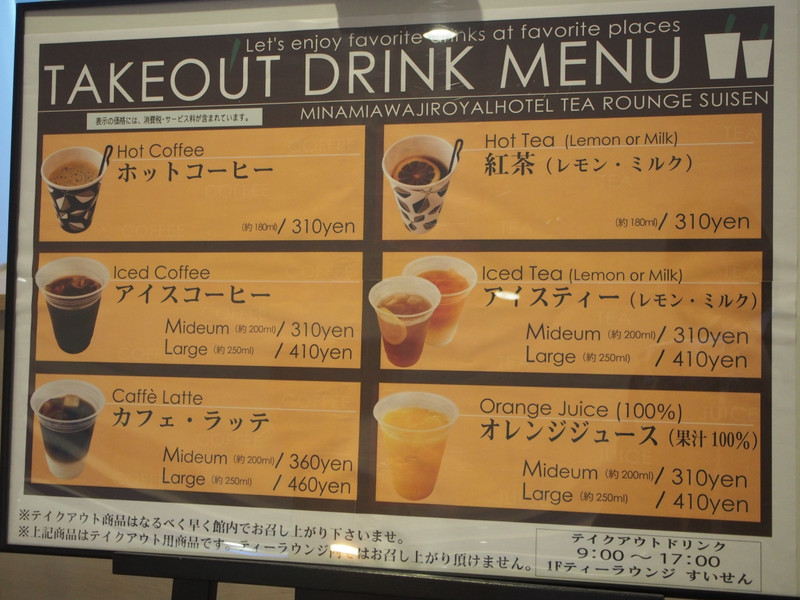 Let's enjoy favorite drinks at favorite places
TAKEOUT DRINK MENU
MINAMIAWAJIROYALHOTEL TEA ROUNGE SUISEN
表示の価格には、消費税・サービス料が含まれています。
Hot Coffee
ホットコーヒー
(約180ml)/ 310yen
Hot Tea (Lemon or Milk)
紅茶（レモン・ミルク）
(約180ml)/ 310yen
Iced Coffee
アイスコーヒー
Mideum (約200ml)/ 310yen
Large (約250ml) / 410yen
Iced Tea (Lemon or Milk)
アイスティー（レモン・ミルク）
Mideum (約200ml)/ 310yen
Large (約250ml) / 410yen
Caffè Latte
カフェ・ラッテ
Mideum (約200ml)/ 360yen
Large (約250ml) / 460yen
Orange Juice (100%)
オレンジジュース（果汁100%）
Mideum (約200ml)/ 310yen
Large (約250ml) / 410yen
※テイクアウト商品はなるべく早く館内でお召し上がり下さいませ。
※上記商品はテイクアウト用商品です。ティーラウンジ内ではお召し上がり頂けません。
テイクアウトドリンク
9:00～17:00
1Fティーラウンジ すいせん